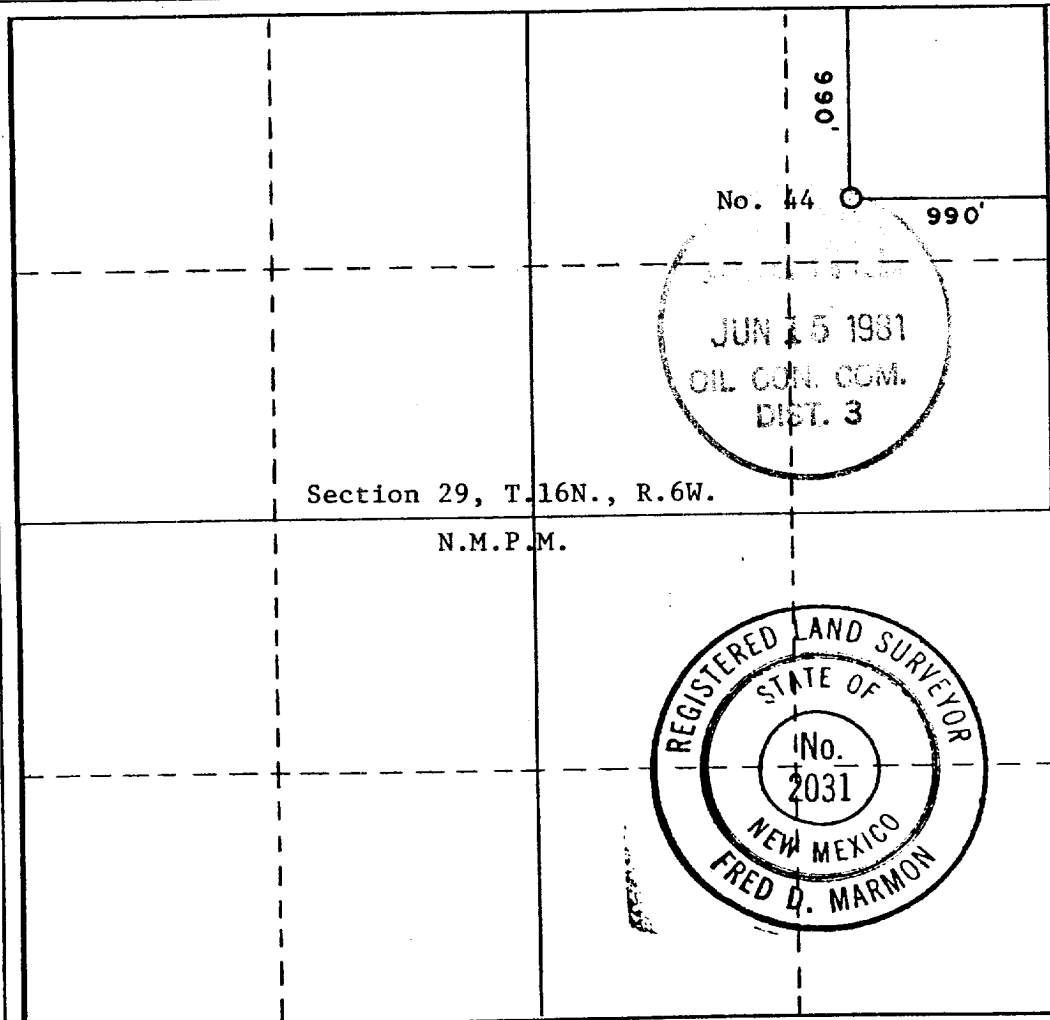 990'
No. 44
990'
JUN 15 1981
OIL CON. COM.
DIST. 3
Section 29, T.16N., R.6W.
N.M.P.M.
REGISTERED LAND SURVEYOR
STATE OF
No.
2031
NEW MEXICO
FRED D. MARMON